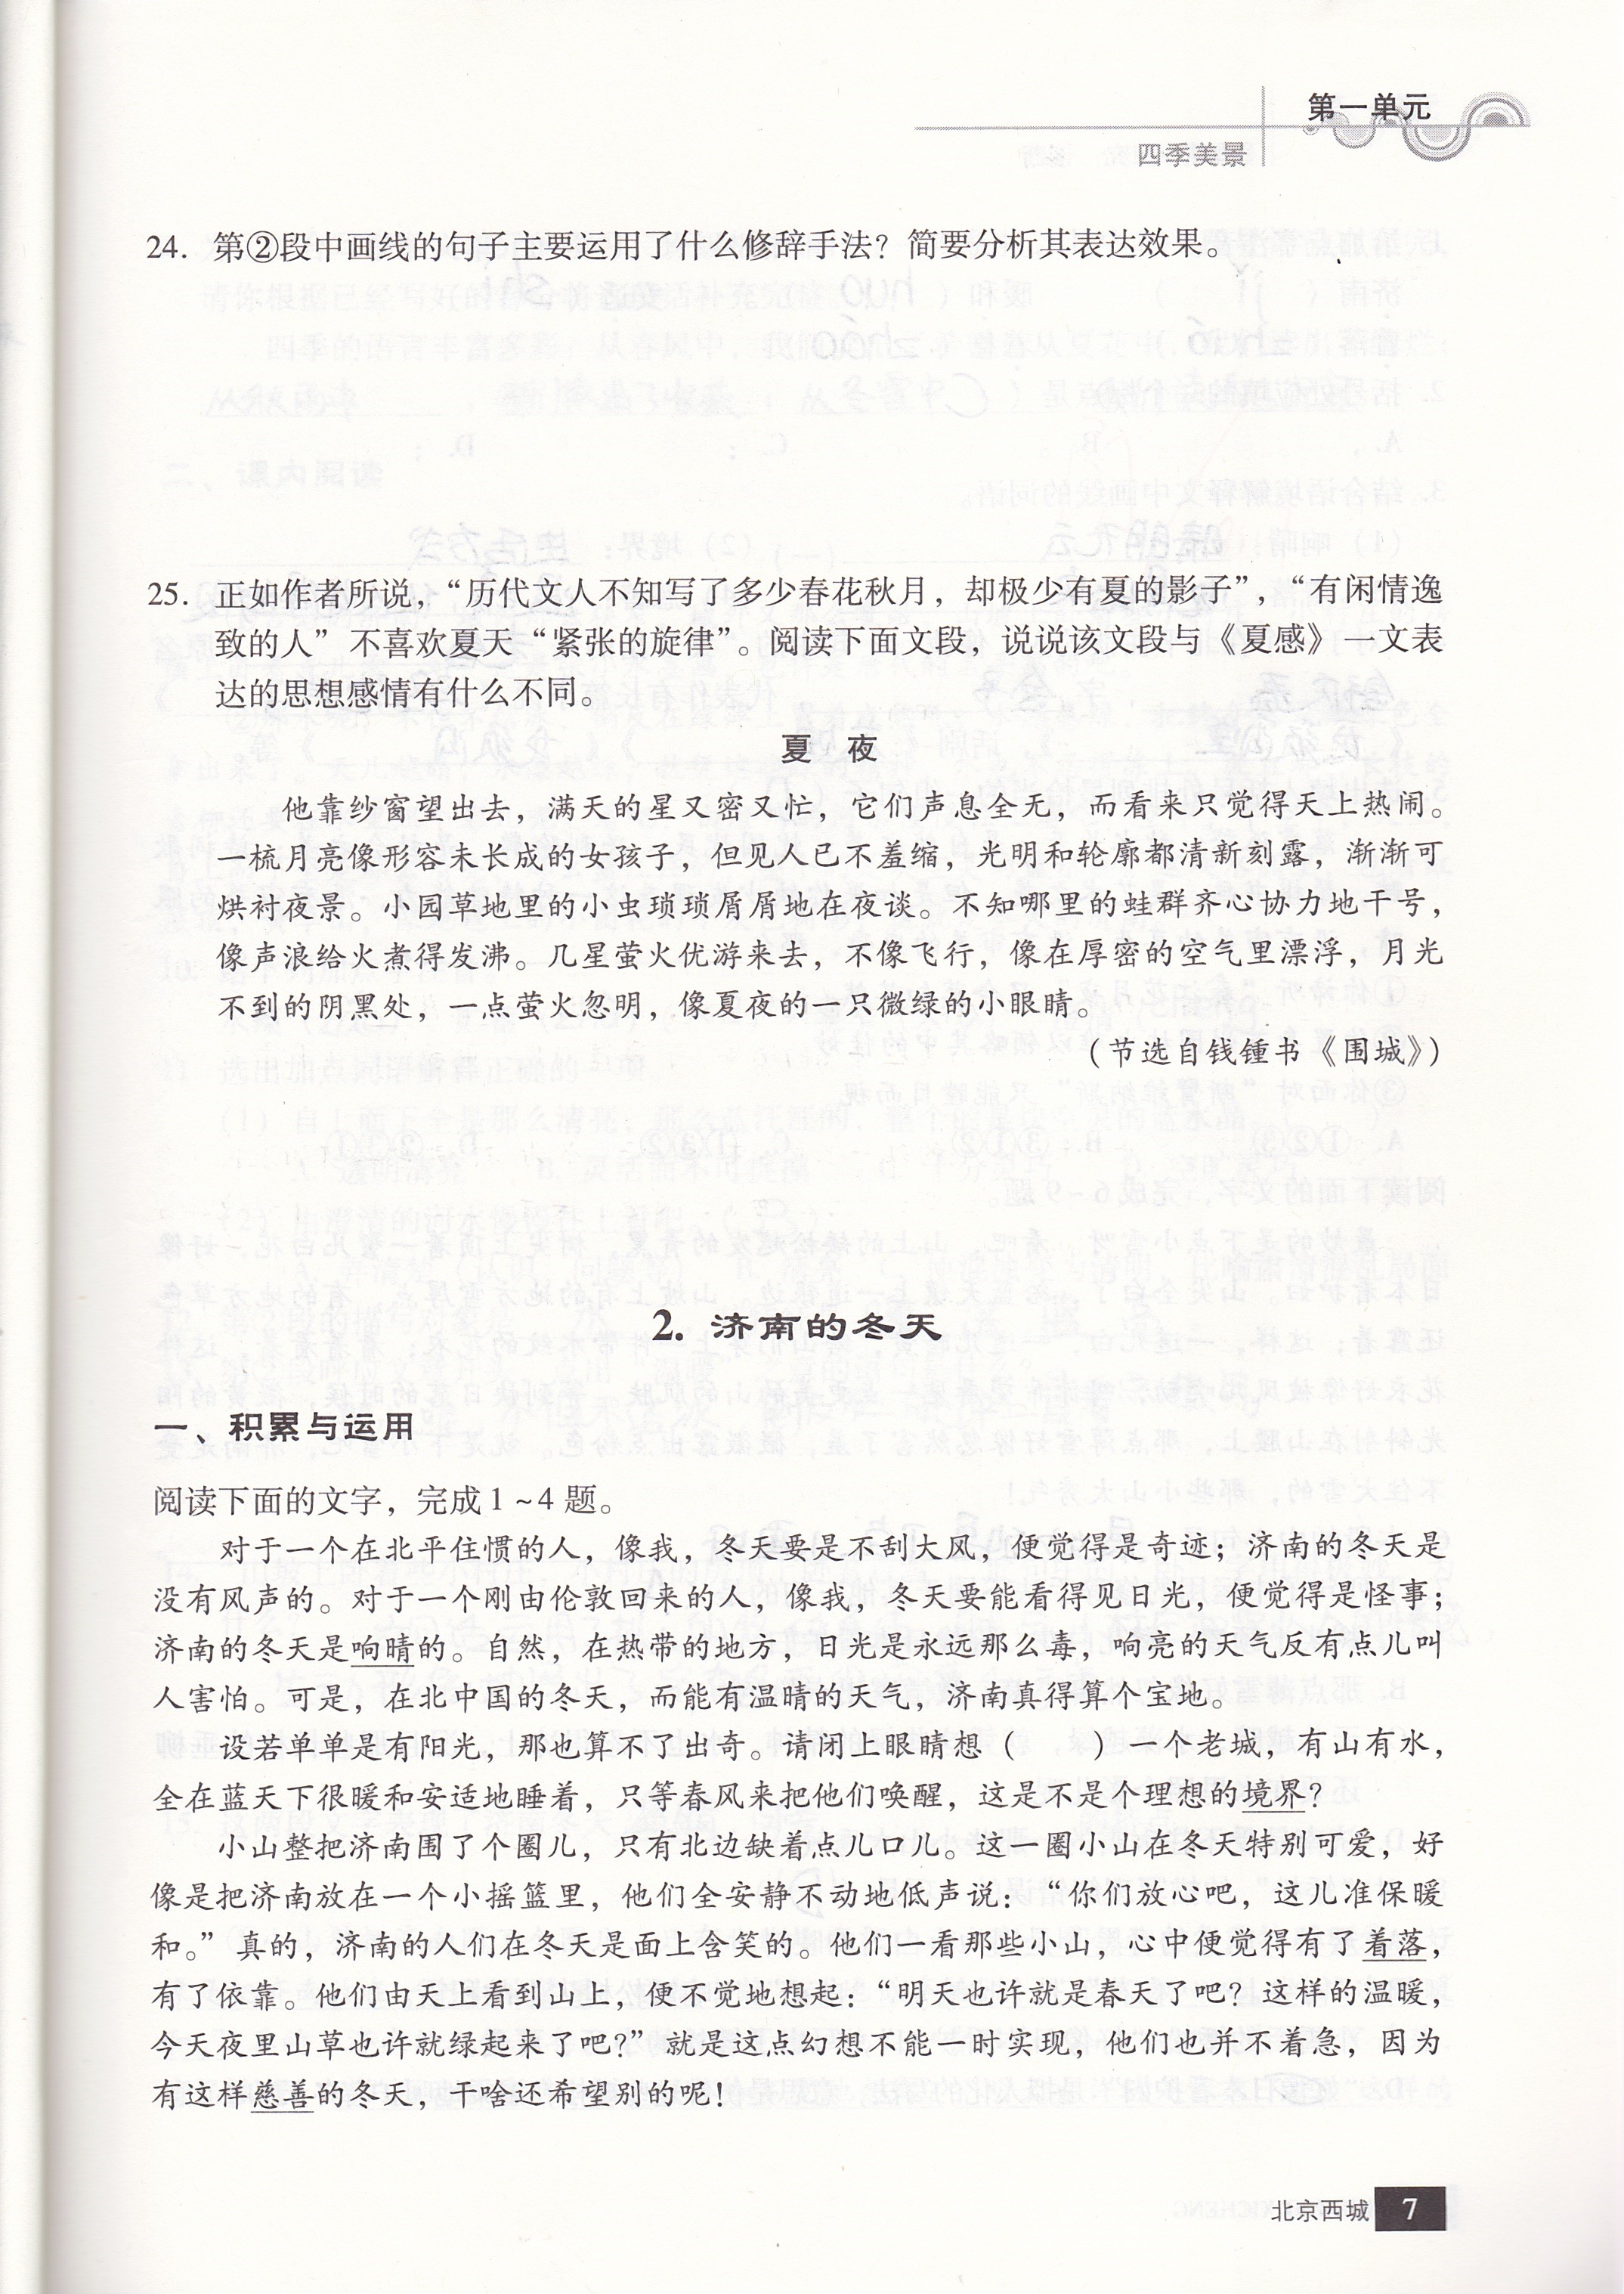 第一单元
四季美景
24. 第②段中画线的句子主要运用了什么修辞手法？简要分析其表达效果。
25. 正如作者所说，“历代文人不知写了多少春花秋月，却极少有夏的影子”，“有闲情逸
致的人”不喜欢夏天“紧张的旋律”。阅读下面文段，说说该文段与《夏感》一文表
达的思想感情有什么不同。
夏 夜
他靠纱窗望出去，满天的星又密又忙，它们声息全无，而看来只觉得天上热闹。
一梳月亮像形容未长成的女孩子，但见人已不羞缩，光明和轮廓都清新刻露，渐渐可
烘衬夜景。小园草地里的小虫琐琐屑屑地在夜谈。不知哪里的蛙群齐心协力地干号，
像声浪给火煮得发沸。几星萤火优游来去，不像飞行，像在厚密的空气里漂浮，月光
不到的阴黑处，一点萤火忽明，像夏夜的一只微绿的小眼睛。
（节选自钱锺书《围城》）
2. 济南的冬天
一、积累与运用
阅读下面的文字，完成1～4题。
对于一个在北平住惯的人，像我，冬天要是不刮大风，便觉得是奇迹；济南的冬天是
没有风声的。对于一个刚由伦敦回来的人，像我，冬天要能看得见日光，便觉得是怪事；
济南的冬天是响晴的。自然，在热带的地方，日光是永远那么毒，响亮的天气反有点儿叫
人害怕。可是，在北中国的冬天，而能有温晴的天气，济南真得算个宝地。
设若单单是有阳光，那也算不了出奇。请闭上眼睛想（　　）一个老城，有山有水，
全在蓝天下很暖和安适地睡着，只等春风来把他们唤醒，这是不是个理想的境界？
小山整把济南围了个圈儿，只有北边缺着点儿口儿。这一圈小山在冬天特别可爱，好
像是把济南放在一个小摇篮里，他们全安静不动地低声说：“你们放心吧，这儿准保暖
和。”真的，济南的人们在冬天是面上含笑的。他们一看那些小山，心中便觉得有了着落，
有了依靠。他们由天上看到山上，便不觉地想起：“明天也许就是春天了吧？这样的温暖，
今天夜里山草也许就绿起来了吧？”就是这点幻想不能一时实现，他们也并不着急，因为
有这样慈善的冬天，干啥还希望别的呢！
北京西城 7